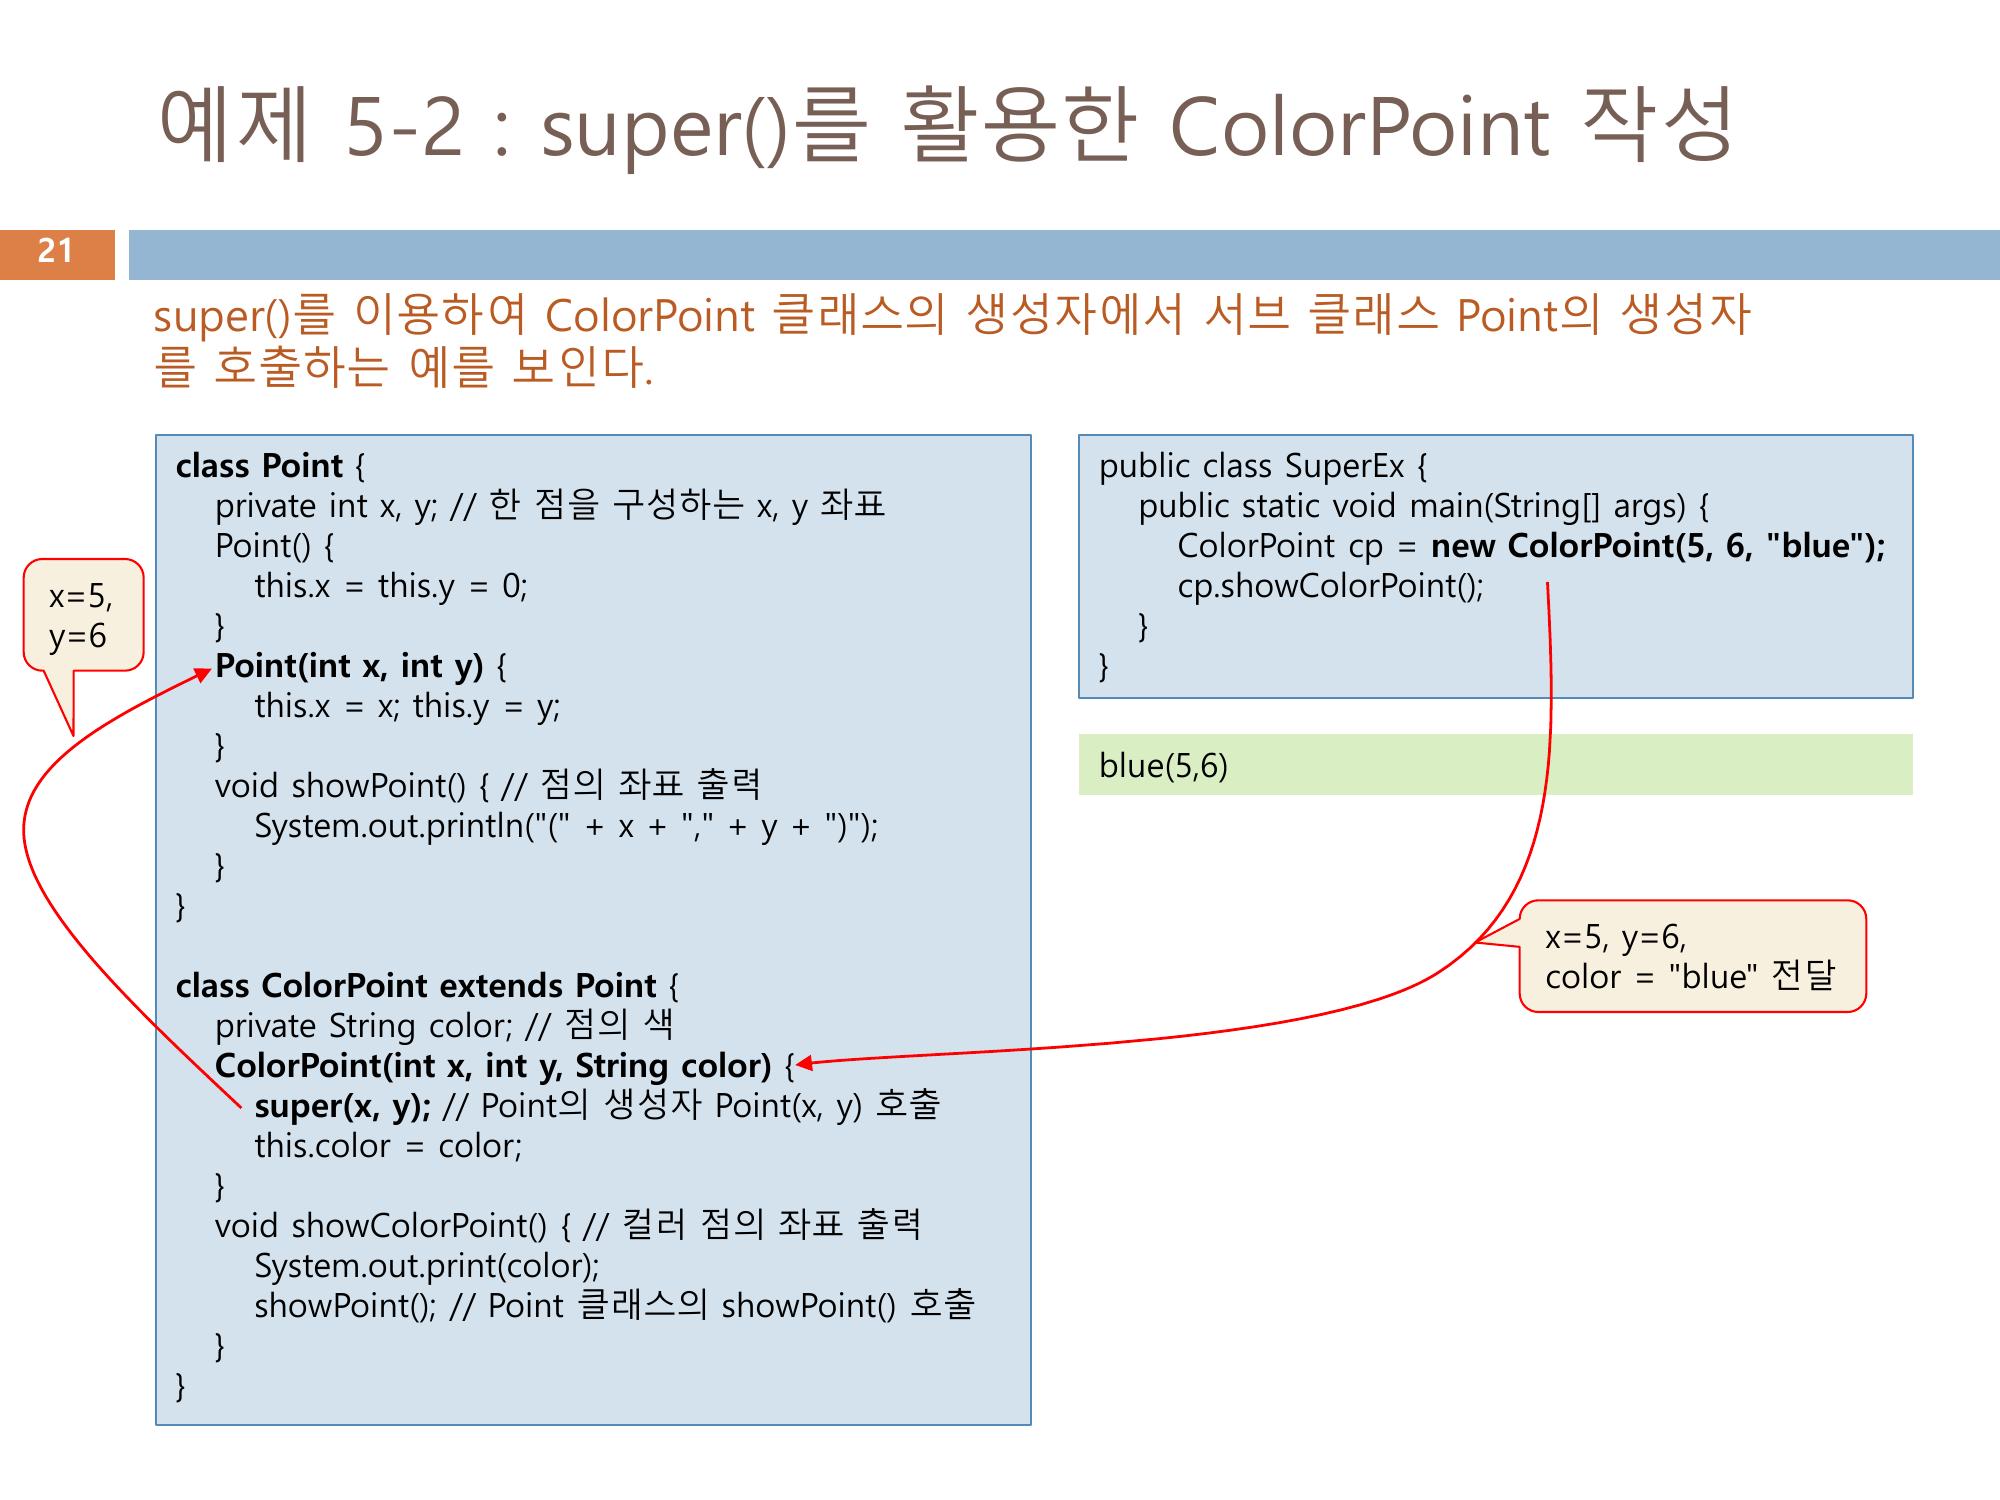 예제 5-2 : super()를 활용한 ColorPoint 작성
21
super()를 이용하여 ColorPoint 클래스의 생성자에서 서브 클래스 Point의 생성자
를 호출하는 예를 보인다.
class Point {
private int x, y; // 한 점을 구성하는 x, y 좌표
Point() {
this.x = this.y = 0;
}
Point(int x, int y) {
this.x = x; this.y = y;
}
void showPoint() { // 점의 좌표 출력
System.out.println("(" + x + "," + y + ")");
}
}
class ColorPoint extends Point {
private String color; // 점의 색
ColorPoint(int x, int y, String color) {
super(x, y); // Point의 생성자 Point(x, y) 호출
this.color = color;
}
void showColorPoint() { // 컬러 점의 좌표 출력
System.out.print(color);
showPoint(); // Point 클래스의 showPoint() 호출
}
}
x=5,
y=6
public class SuperEx {
public static void main(String[] args) {
ColorPoint cp = new ColorPoint(5, 6, "blue");
cp.showColorPoint();
}
}
blue(5,6)
x=5, y=6,
color = "blue" 전달